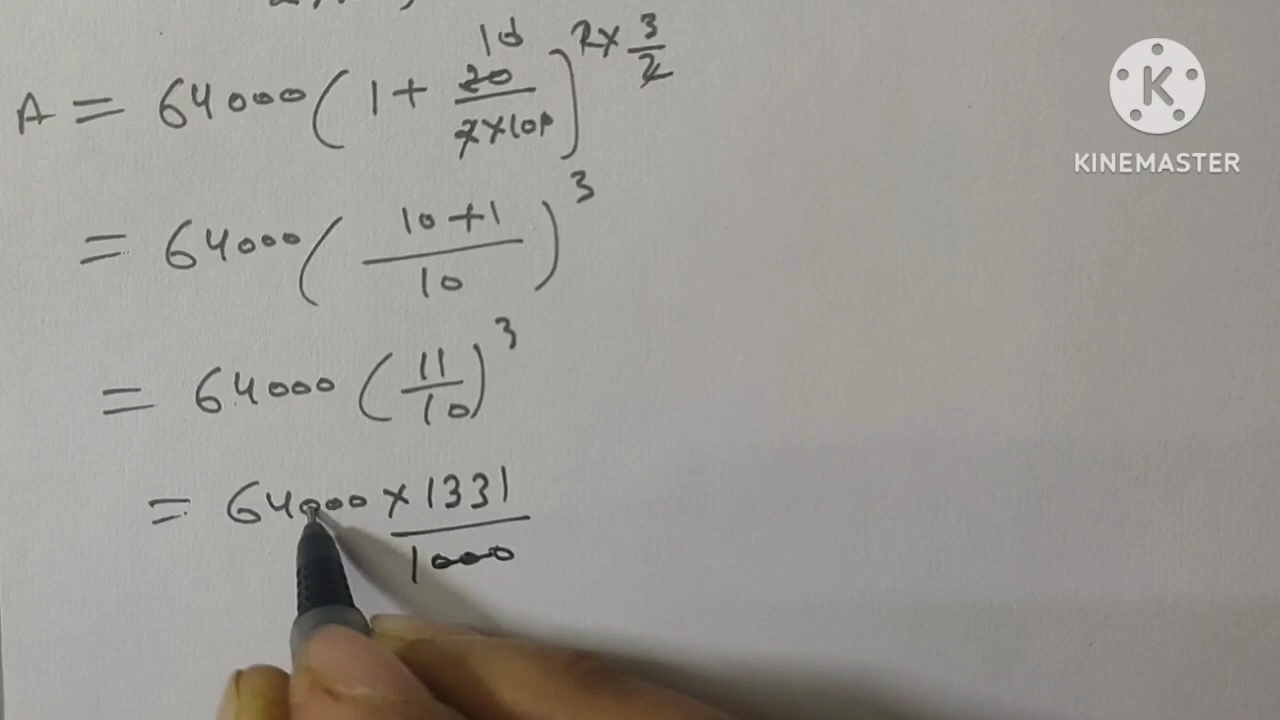 A = 64000 ( 1 + 20/2×100 )^2×3/2 10
= 64000 ( 10+1/10 )^3
= 64000 ( 11/10 )^3
= 64000 × 1331/1000
K
KINEMASTER